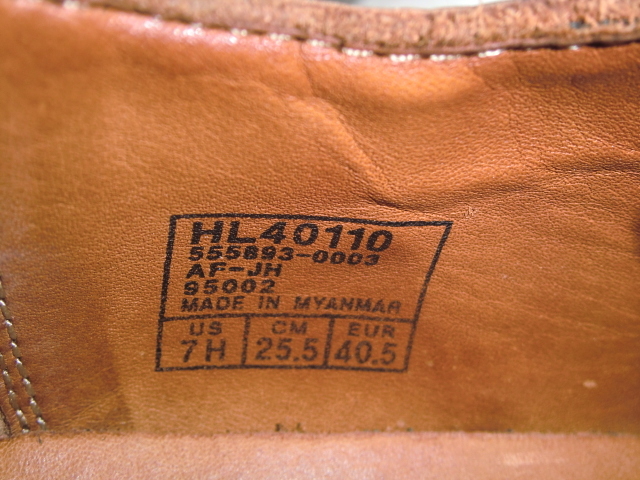 HL40110
555893-0003
AF-JH
95002
MADE IN MYANMAR
US CM EUR
7H 25.5 40.5